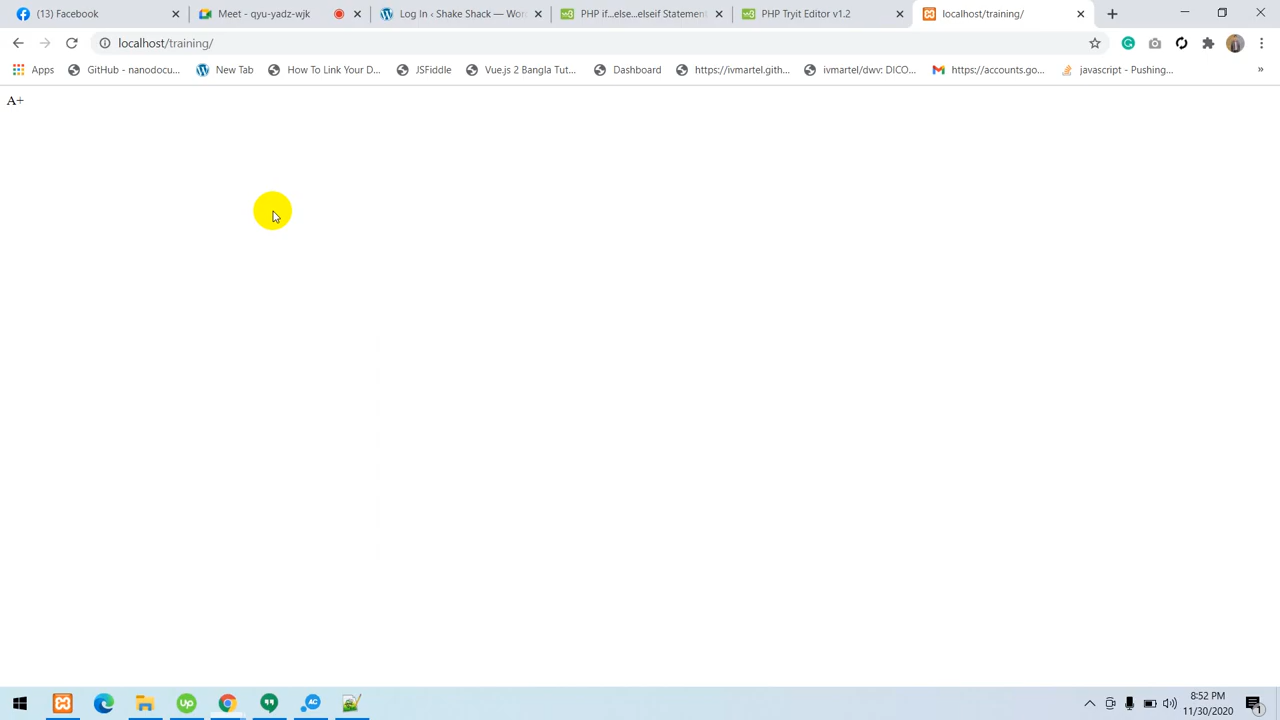 (13) Facebook
Meet - qyu-yadz-wjk
Log In ‹ Shake Shack — Wor
PHP if...else...elseif Statement
PHP Tryit Editor v1.2
localhost/training/
localhost/training/
Apps
GitHub - nanodocu...
New Tab
How To Link Your D...
JSFiddle
Vue.js 2 Bangla Tut...
Dashboard
https://ivmartel.gith...
ivmartel/dwv: DICO...
https://accounts.go...
javascript - Pushing...
»
A+
Up
AC
8:52 PM
11/30/2020
1